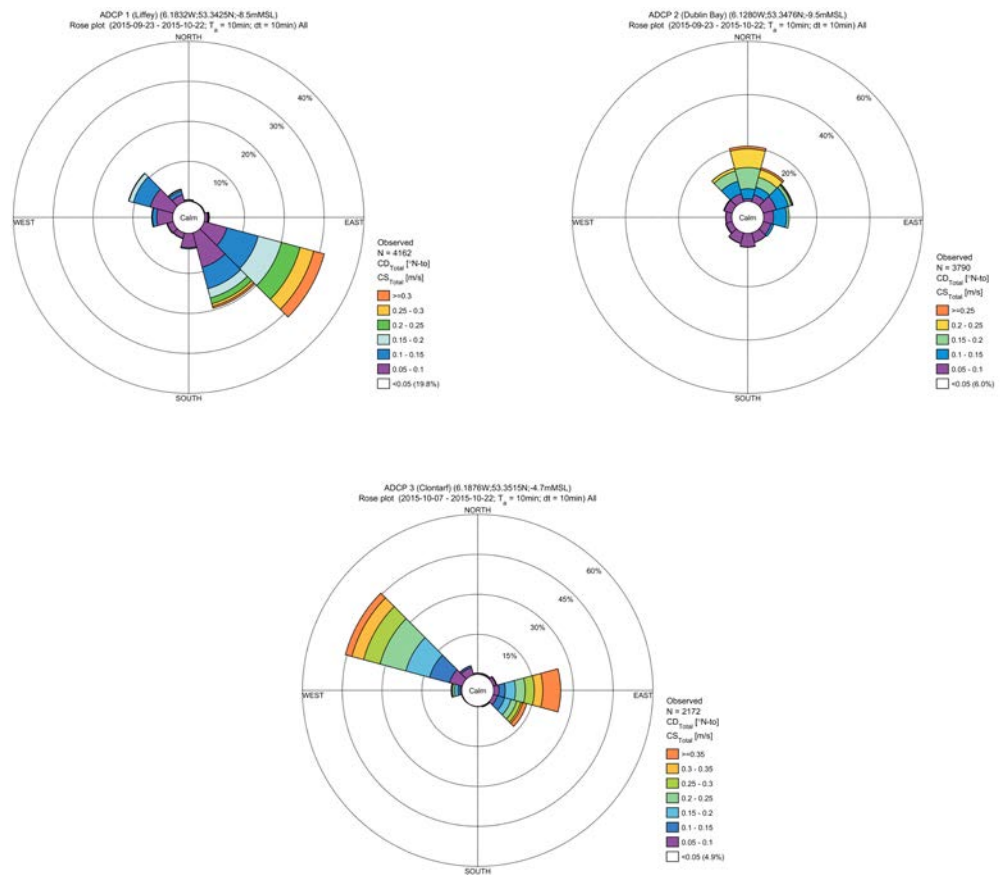 ADCP 1 (Liffey) (6.1832W;53.3425N;-8.5mMSL)
Rose plot (2015-09-23 - 2015-10-22; Ta = 10min; dt = 10min) All
NORTH
40%
30%
20%
10%
WEST
Calm
EAST
SOUTH
Observed
N = 4162
CDTotal [°N-to]
CSTotal [m/s]
>=0.3
0.25 - 0.3
0.2 - 0.25
0.15 - 0.2
0.1 - 0.15
0.05 - 0.1
<0.05 (19.8%)
ADCP 2 (Dublin Bay) (6.1280W;53.3476N;-9.5mMSL)
Rose plot (2015-09-23 - 2015-10-22; Ta = 10min; dt = 10min) All
NORTH
60%
40%
20%
WEST
Calm
EAST
SOUTH
Observed
N = 3790
CDTotal [°N-to]
CSTotal [m/s]
>=0.25
0.2 - 0.25
0.15 - 0.2
0.1 - 0.15
0.05 - 0.1
<0.05 (6.0%)
ADCP 3 (Clontarf) (6.1876W;53.3515N;-4.7mMSL)
Rose plot (2015-10-07 - 2015-10-22; Ta = 10min; dt = 10min) All
NORTH
60%
45%
30%
15%
WEST
Calm
EAST
SOUTH
Observed
N = 2172
CDTotal [°N-to]
CSTotal [m/s]
>=0.35
0.3 - 0.35
0.25 - 0.3
0.2 - 0.25
0.15 - 0.2
0.1 - 0.15
0.05 - 0.1
<0.05 (4.9%)